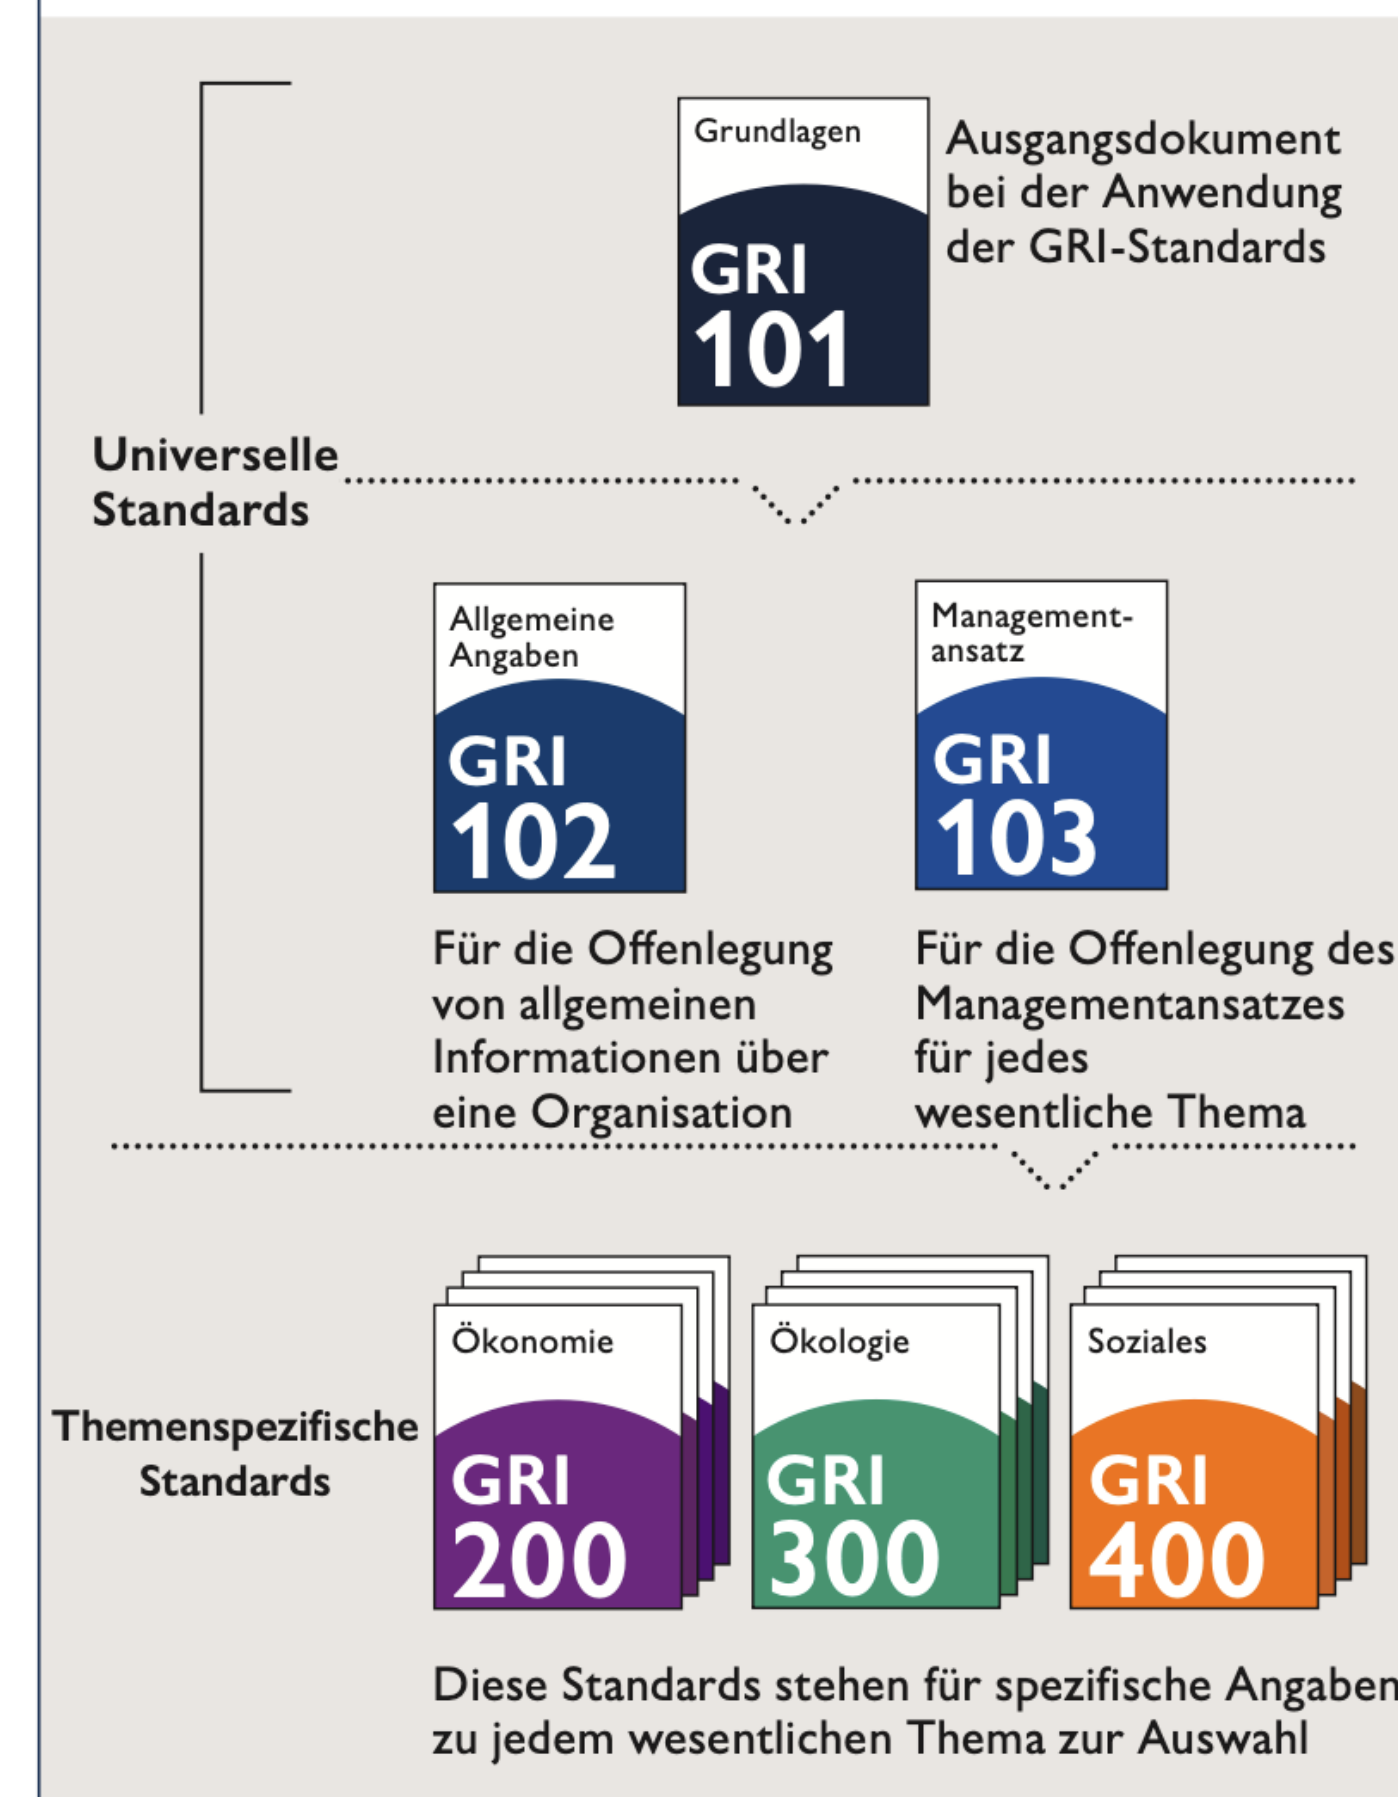 Grundlagen
GRI
101
Ausgangsdokument
bei der Anwendung
der GRI-Standards
Universelle
Standards
Allgemeine
Angaben
GRI
102
Management-
ansatz
GRI
103
Für die Offenlegung
von allgemeinen
Informationen über
eine Organisation
Für die Offenlegung des
Managementansatzes
für jedes
wesentliche Thema
Themenspezifische
Standards
Ökonomie
GRI
200
Ökologie
GRI
300
Soziales
GRI
400
Diese Standards stehen für spezifische Angaben
zu jedem wesentlichen Thema zur Auswahl